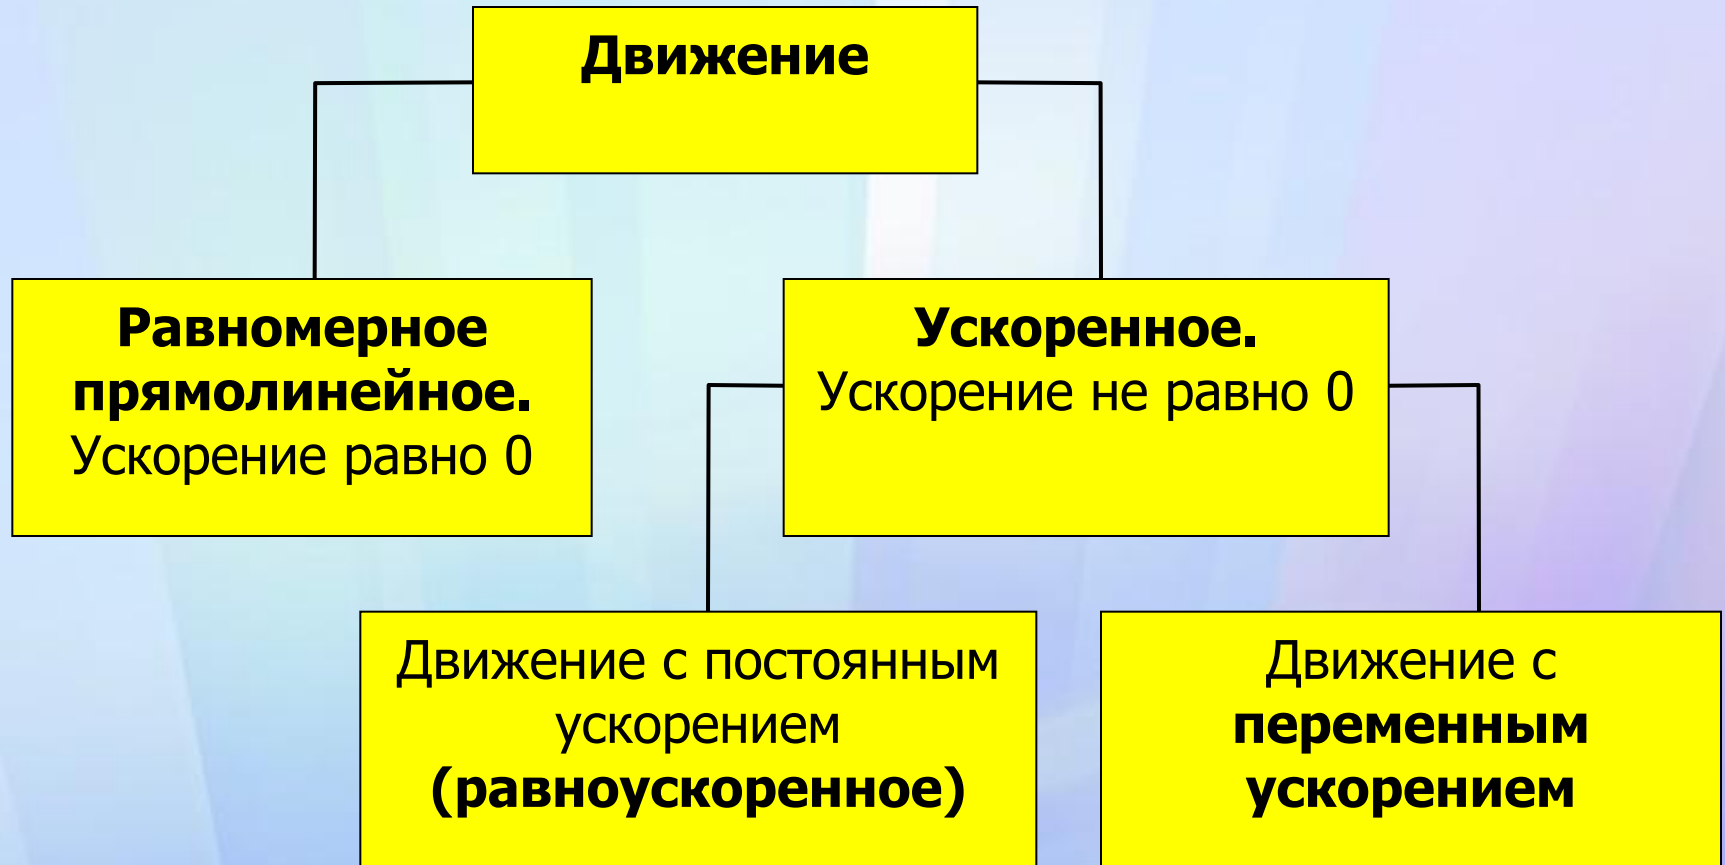 Движение
Равномерное
прямолинейное.
Ускорение равно 0
Ускоренное.
Ускорение не равно 0
Движение с постоянным
ускорением
(равноускоренное)
Движение с
переменным
ускорением